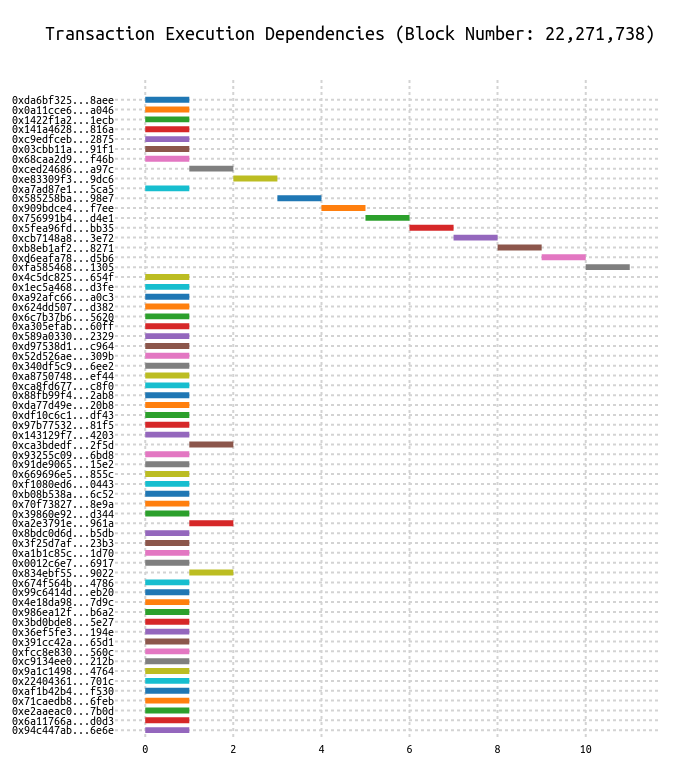 Transaction Execution Dependencies (Block Number: 22,271,738)
0xda6bf325...8aee
0x0a11cce6...a046
0x1422f1a2...1ecb
0x141a4628...816a
0xc9edfceb...2875
0x03cbb11a...91f1
0x68caa2d9...f46b
0xced24686...a97c
0xe83309f3...9dc6
0xa7ad87e1...5ca5
0x585258ba...98e7
0x909bdce4...f7ee
0x756991b4...d4e1
0x5fea96fd...bb35
0xcb7148a8...3e72
0xb8eb1af2...8271
0xd6eafa78...d5b6
0xfa585468...1305
0x4c5dc825...654f
0x1ec5a468...d3fe
0xa92afc66...a0c3
0x624dd507...d382
0x6c7b37b6...5620
0xa305efab...60ff
0x589a0330...2329
0xd97538d1...c964
0x52d526ae...309b
0x340df5c9...6ee2
0xa8750748...ef44
0xca8fd677...c8f0
0x88fb99f4...2ab8
0xda77d49e...20b8
0xdf10c6c1...df43
0x97b77532...81f5
0x143129f7...4203
0xca3bdedf...2f5d
0x93255c09...6bd8
0x91de9065...15e2
0x669696e5...855c
0xf1080ed6...0443
0xb08b538a...6c52
0x70f73827...8e9a
0x39860e92...d344
0xa2e3791e...961a
0x8bdc0d6d...b5db
0x3f25d7af...23b3
0xa1b1c85c...1d70
0x0012c6e7...6917
0x834ebf55...9022
0x674f564b...4786
0x99c6414d...eb20
0x4e18da98...7d9c
0x986ea12f...b6a2
0x3bd0bde8...5e27
0x36ef5fe3...194e
0x391cc42a...65d1
0xfcc8e830...560c
0xc9134ee0...212b
0x9a1c1498...4764
0x22404361...701c
0xaf1b42b4...f530
0x71caedb8...6feb
0xe2aaeac0...7b0d
0x6a11766a...d0d3
0x94c447ab...6e6e
0 2 4 6 8 10